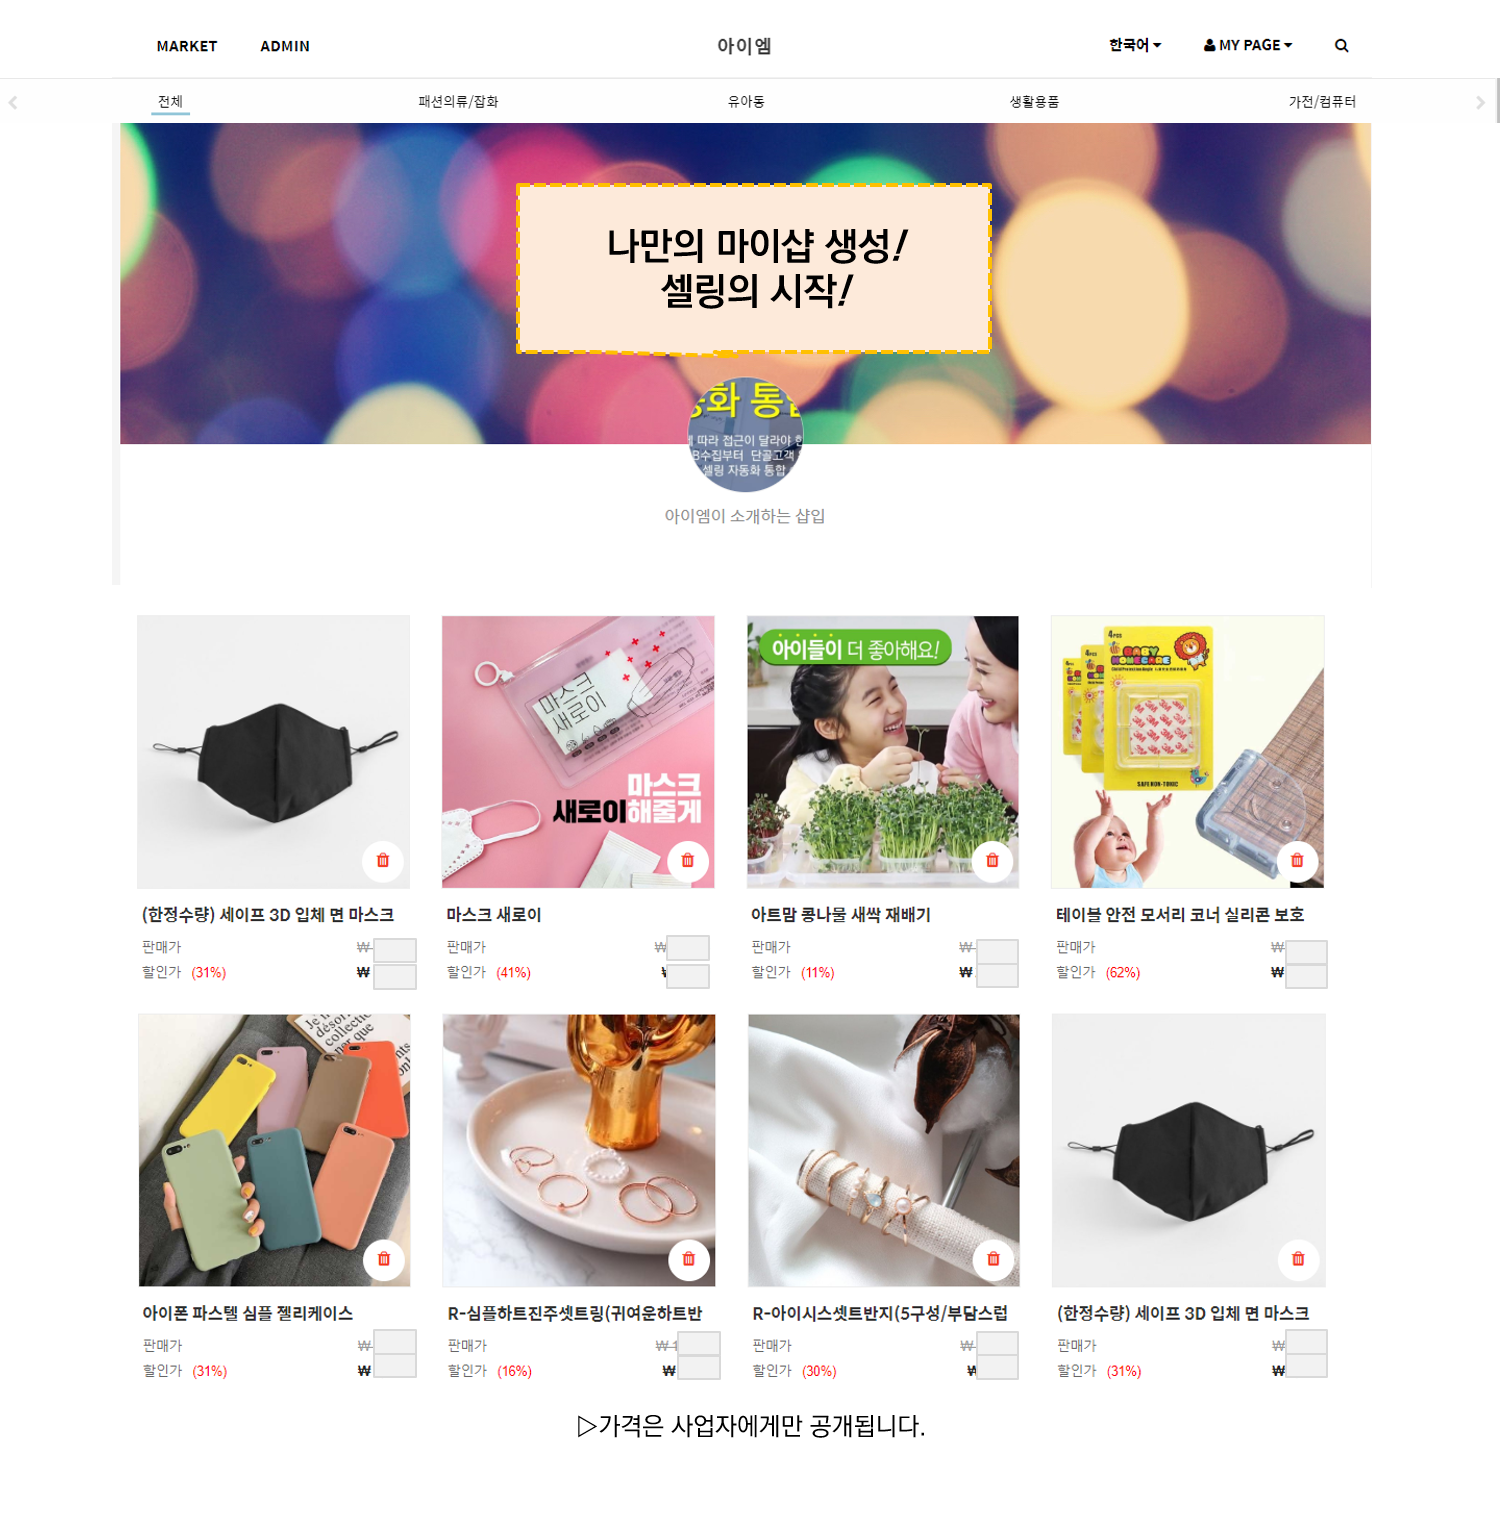 MARKET ADMIN 아이엠 한국어 MY PAGE
전체 패션의류/잡화 유아동 생활용품 가전/컴퓨터
나만의 마이샵 생성!
셀링의 시작!
화 통
따라 접근이 달라야
수집부터 단골고객
셀링 자동화 통합
아이엠이 소개하는 샵입
마스크
새로이
마스크
새로이해줄게
아이들이 더 좋아해요!
4PCS
BABY
HOMECARE
SAFE NON-TOXIC
(한정수량) 세이프 3D 입체 면 마스크
판매가 ₩
할인가 (31%) ₩
마스크 새로이
판매가 ₩
할인가 (41%)
아트맘 콩나물 새싹 재배기
판매가 ₩
할인가 (11%) ₩
테이블 안전 모서리 코너 실리콘 보호
판매가 ₩
할인가 (62%) ₩
Je
désor
collectio
par que
아이폰 파스텔 심플 젤리케이스
판매가 ₩
할인가 (31%) ₩
R-심플하트진주셋트링(귀여운하트반
판매가 ₩ 1
할인가 (16%) ₩
R-아이시스셋트반지(5구성/부담스럽
판매가 ₩
할인가 (30%) ₩
(한정수량) 세이프 3D 입체 면 마스크
판매가 ₩
할인가 (31%) ₩
▷가격은 사업자에게만 공개됩니다.